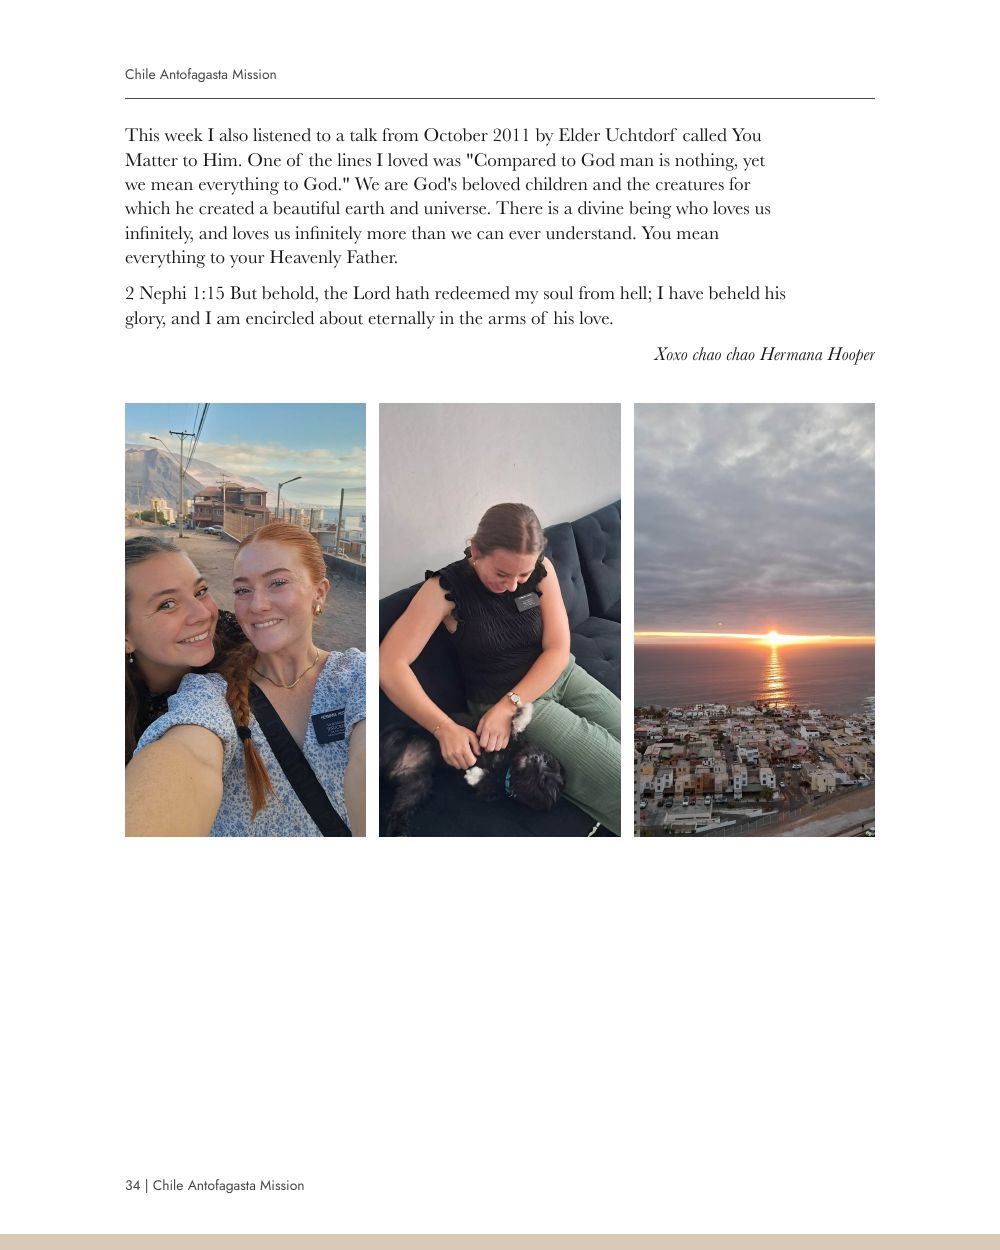 Chile Antofagasta Mission
This week I also listened to a talk from October 2011 by Elder Uchtdorf called You
Matter to Him. One of the lines I loved was "Compared to God man is nothing, yet
we mean everything to God." We are God's beloved children and the creatures for
which he created a beautiful earth and universe. There is a divine being who loves us
infinitely, and loves us infinitely more than we can ever understand. You mean
everything to your Heavenly Father.
2 Nephi 1:15 But behold, the Lord hath redeemed my soul from hell; I have beheld his
glory, and I am encircled about eternally in the arms of his love.
Xoxo chao chao Hermana Hooper
34 | Chile Antofagasta Mission